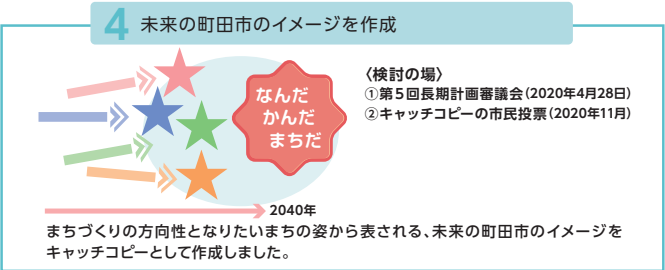 4 未来の町田市のイメージを作成
なんだ
かんだ
まちだ
〈検討の場〉
①第5回長期計画審議会（2020年4月28日）
②キャッチコピーの市民投票（2020年11月）
2040年
まちづくりの方向性となりたいまちの姿から表される、未来の町田市のイメージを
キャッチコピーとして作成しました。